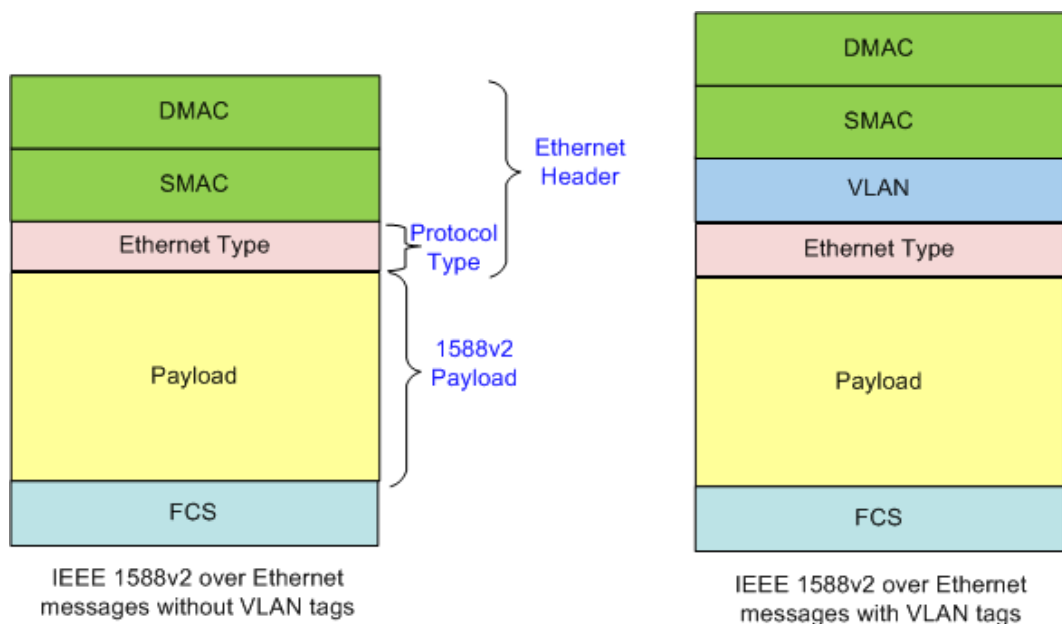 DMAC
SMAC
Ethernet Type
Payload
FCS
Ethernet
Header
Protocol
Type
1588v2
Payload
IEEE 1588v2 over Ethernet
messages without VLAN tags
DMAC
SMAC
VLAN
Ethernet Type
Payload
FCS
IEEE 1588v2 over Ethernet
messages with VLAN tags